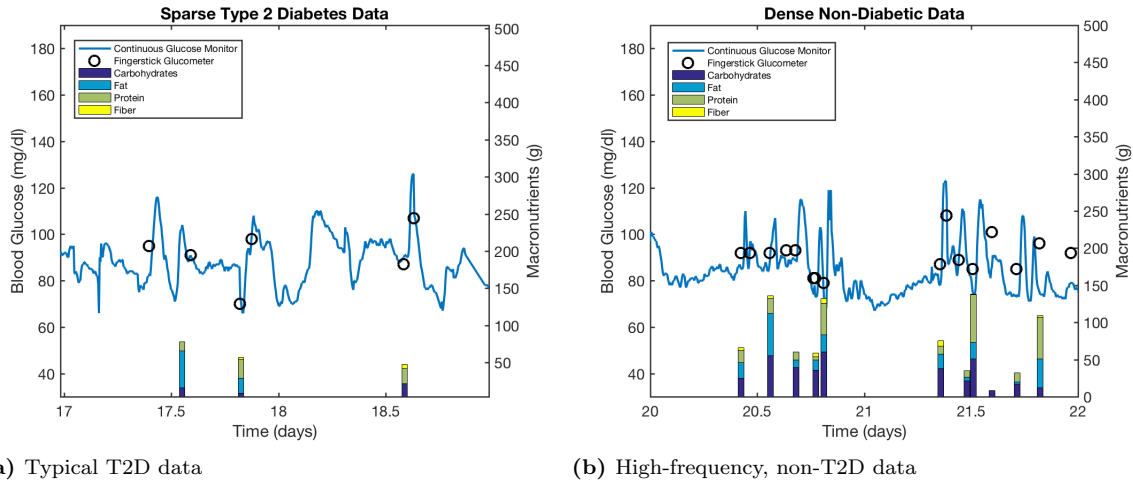 Sparse Type 2 Diabetes Data
Continuous Glucose Monitor
Fingerstick Glucometer
Carbohydrates
Fat
Protein
Fiber
Blood Glucose (mg/dl)
180
160
140
120
100
80
60
40
Macronutrients (g)
500
450
400
350
300
250
200
150
100
50
0
17
17.5
18
18.5
Time (days)
a) Typical T2D data
Dense Non-Diabetic Data
Continuous Glucose Monitor
Fingerstick Glucometer
Carbohydrates
Fat
Protein
Fiber
Blood Glucose (mg/dl)
180
160
140
120
100
80
60
40
Macronutrients (g)
500
450
400
350
300
250
200
150
100
50
0
20
20.5
21
21.5
22
Time (days)
(b) High-frequency, non-T2D data